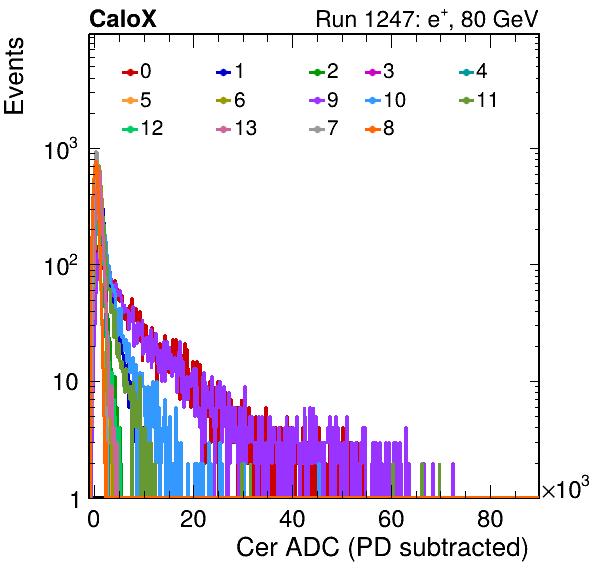 CaloX Run 1247: e⁺, 80 GeV
Events
0 1 2 3 4
5 6 9 10 11
12 13 7 8
10³
10²
10
1
0 20 40 60 80 ×10³
Cer ADC (PD subtracted)